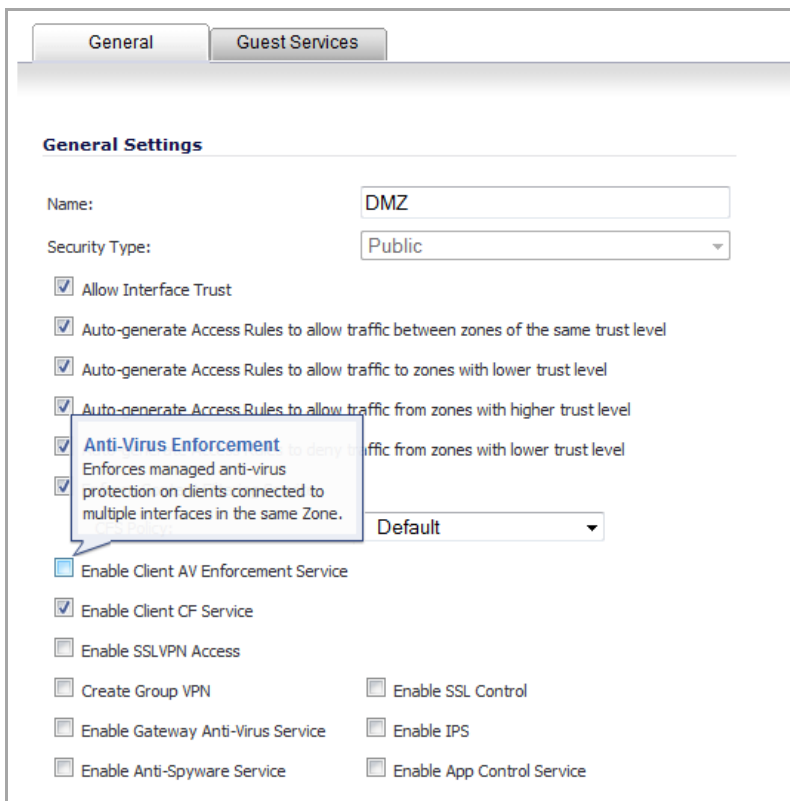 General
Guest Services
General Settings
Name:
DMZ
Security Type:
Public
Allow Interface Trust
Auto-generate Access Rules to allow traffic between zones of the same trust level
Auto-generate Access Rules to allow traffic to zones with lower trust level
Auto-generate Access Rules to allow traffic from zones with higher trust level
to deny traffic from zones with lower trust level
Anti-Virus Enforcement
Enforces managed anti-virus
protection on clients connected to
multiple interfaces in the same Zone.
Default
Enable Client AV Enforcement Service
Enable Client CF Service
Enable SSLVPN Access
Create Group VPN
Enable SSL Control
Enable Gateway Anti-Virus Service
Enable IPS
Enable Anti-Spyware Service
Enable App Control Service